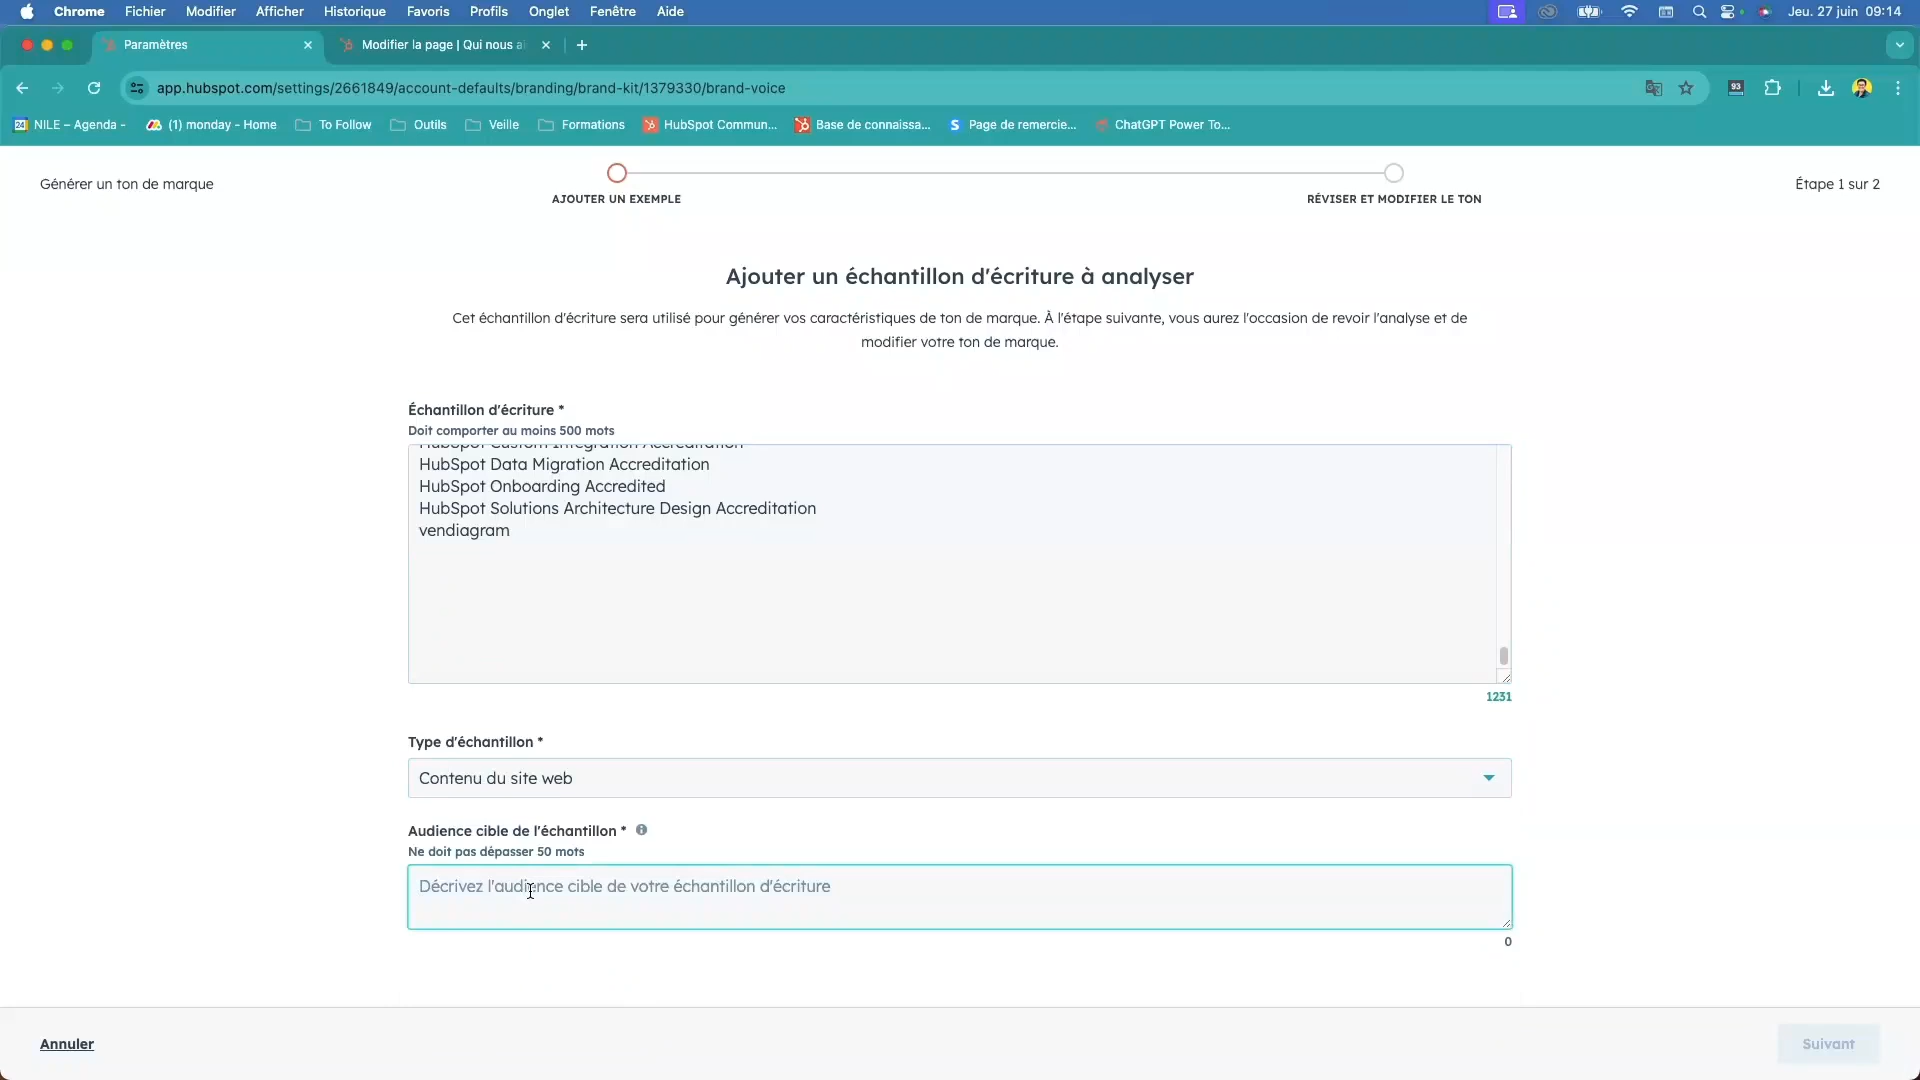 Chrome Fichier Modifier Afficher Historique Favoris Profils Onglet Fenêtre Aide Jeu. 27 juin 09:14
Paramètres Modifier la page | Qui nous
app.hubspot.com/settings/2661849/account-defaults/branding/brand-kit/1379330/brand-voice 93
24 NILE – Agenda - (1) monday - Home To Follow Outils Veille Formations HubSpot Commun... Base de connaissa... Page de remercie... ChatGPT Power To...
Générer un ton de marque
AJOUTER UN EXEMPLE
RÉVISER ET MODIFIER LE TON
Étape 1 sur 2
Ajouter un échantillon d'écriture à analyser
Cet échantillon d'écriture sera utilisé pour générer vos caractéristiques de ton de marque. À l'étape suivante, vous aurez l'occasion de revoir l'analyse et de
modifier votre ton de marque.
Échantillon d'écriture *
Doit comporter au moins 500 mots
HubSpot Custom Integration Accreditation
HubSpot Data Migration Accreditation
HubSpot Onboarding Accredited
HubSpot Solutions Architecture Design Accreditation
vendiagram
1231
Type d'échantillon *
Contenu du site web
Audience cible de l'échantillon *
Ne doit pas dépasser 50 mots
Décrivez l'audience cible de votre échantillon d'écriture
0
Annuler
Suivant